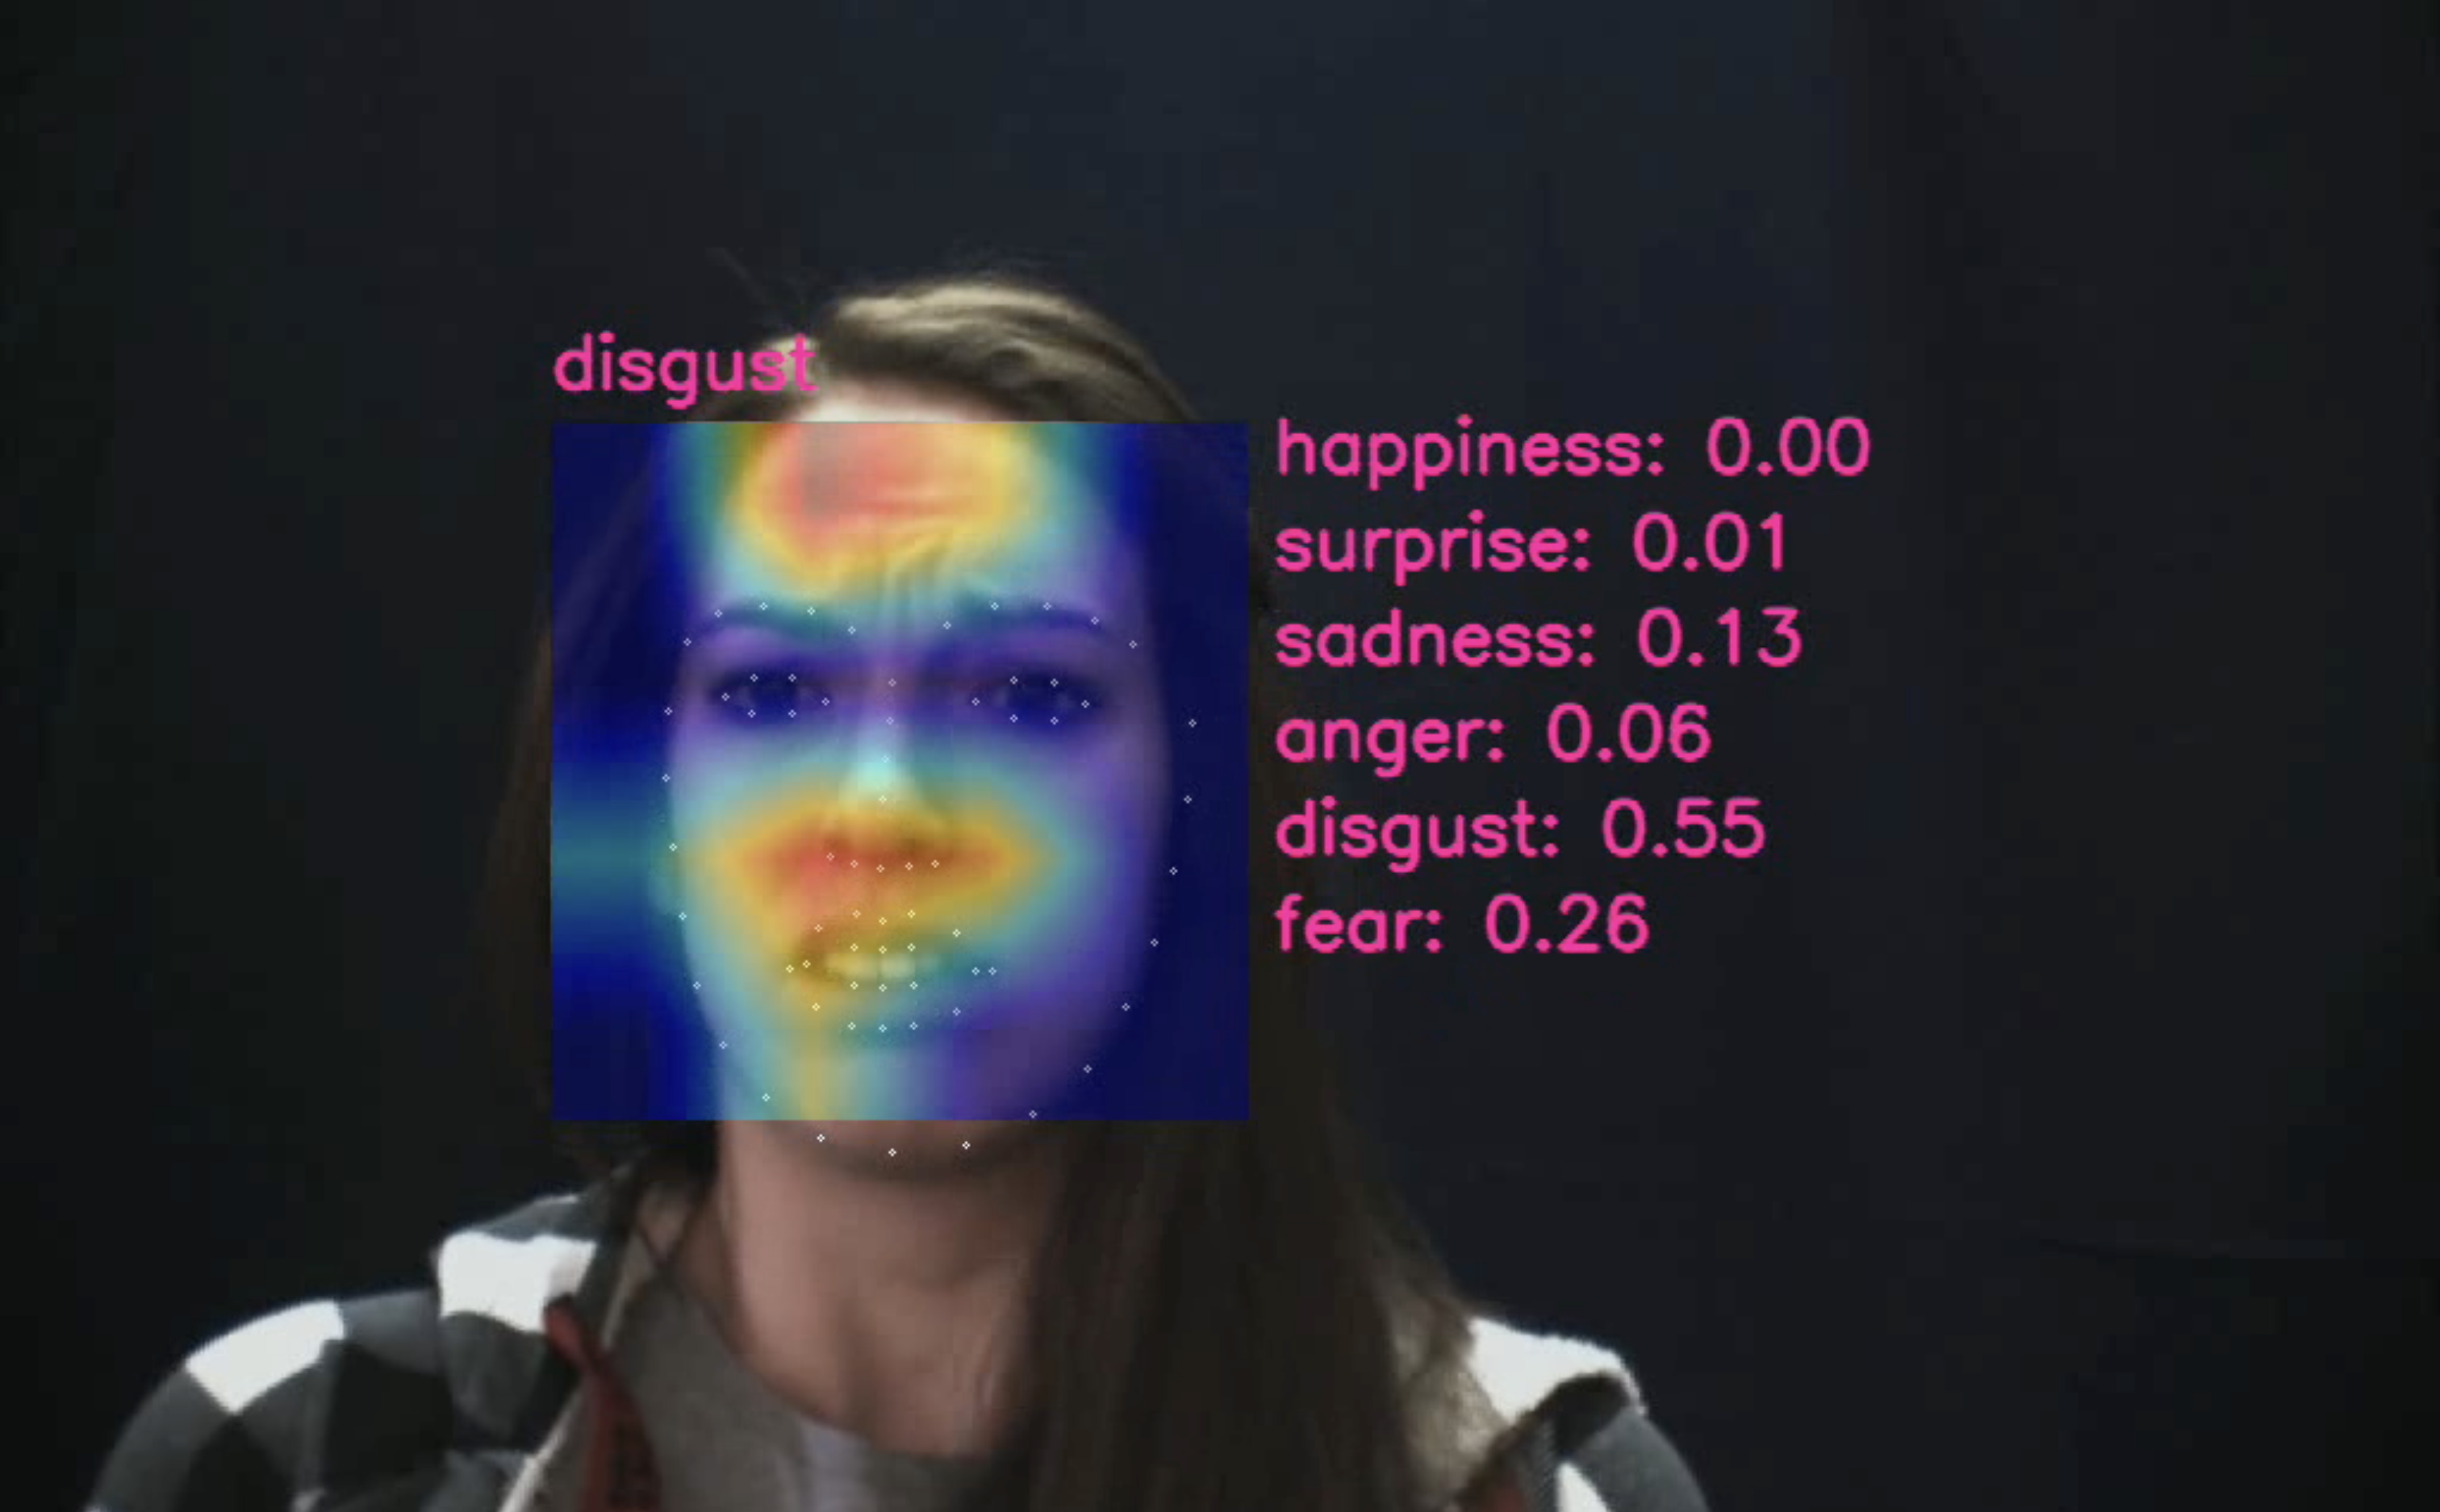 disgust
happiness: 0.00
surprise: 0.01
sadness: 0.13
anger: 0.06
disgust: 0.55
fear: 0.26